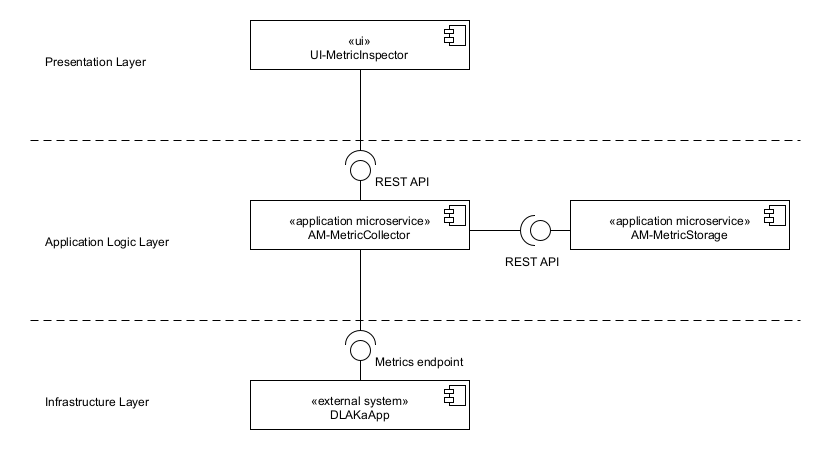 «ui»
UI-MetricInspector
Presentation Layer
REST API
«application microservice»
AM-MetricCollector
«application microservice»
AM-MetricStorage
Application Logic Layer
REST API
Metrics endpoint
«external system»
DLAKaApp
Infrastructure Layer